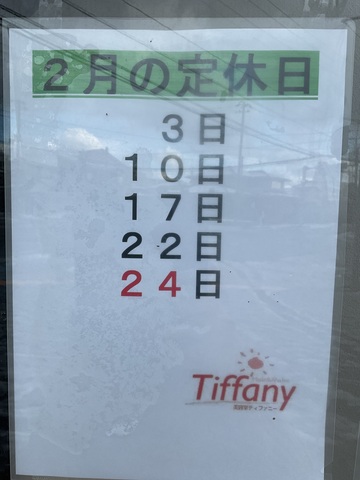 ２月の定休日
３日
１０日
１７日
２２日
２４日
Tiffany